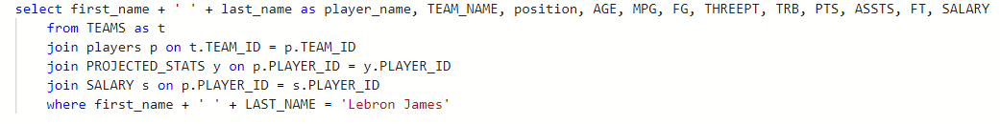 select first_name + ' ' + last_name as player_name, TEAM_NAME, position, AGE, MPG, FG, THREEPT, TRB, PTS, ASSTS, FT, SALARY
from TEAMS as t
join players p on t.TEAM_ID = p.TEAM_ID
join PROJECTED_STATS y on p.PLAYER_ID = y.PLAYER_ID
join SALARY s on p.PLAYER_ID = s.PLAYER_ID
where first_name + ' ' + LAST_NAME = 'Lebron James'